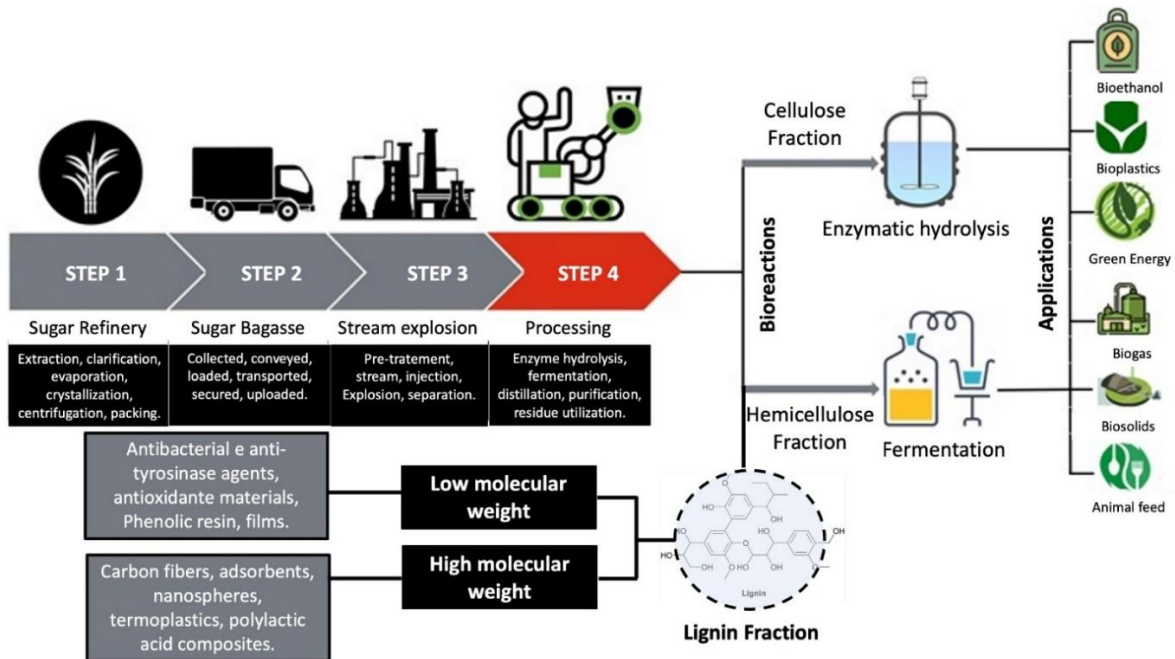 STEP 1
STEP 2
STEP 3
STEP 4
Sugar Refinery
Extraction, clarification,
evaporation,
crystallization,
centrifugation, packing.
Sugar Bagasse
Collected, conveyed,
loaded, transported,
secured, uploaded.
Stream explosion
Pre-tratement,
stream, injection,
Explosion, separation.
Processing
Enzyme hydrolysis,
fermentation,
distillation, purification,
residue utilization.
Bioreactions
Cellulose
Fraction
Enzymatic hydrolysis
Hemicellulose
Fraction
Fermentation
Applications
Bioethanol
Bioplastics
Green Energy
Biogas
Biosolids
Animal feed
Antibacterial e anti-
tyrosinase agents,
antioxidante materials,
Phenolic resin, films.
Low molecular
weight
Carbon fibers, adsorbents,
nanospheres,
termoplastics, polylactic
acid composites.
High molecular
weight
Lignin
Lignin Fraction